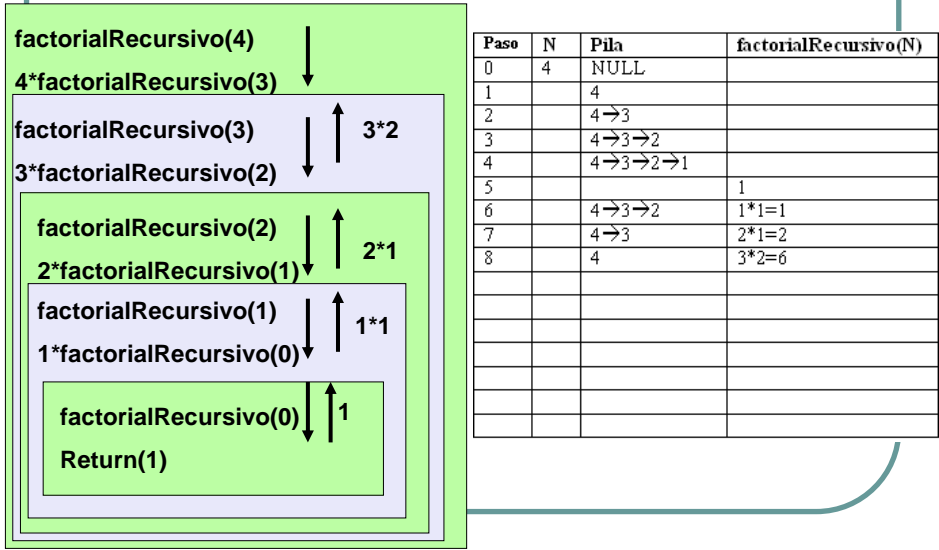 factorialRecursivo(4)
4*factorialRecursivo(3)
factorialRecursivo(3) 3*2
3*factorialRecursivo(2)
factorialRecursivo(2)
2*1
2*factorialRecursivo(1)
factorialRecursivo(1)
1*1
1*factorialRecursivo(0)
factorialRecursivo(0) 1
Return(1)
Paso N Pila factorialRecursivo(N)
0 4 NULL
1 4
2 4→3
3 4→3→2
4 4→3→2→1
5 1
6 4→3→2 1*1=1
7 4→3 2*1=2
8 4 3*2=6